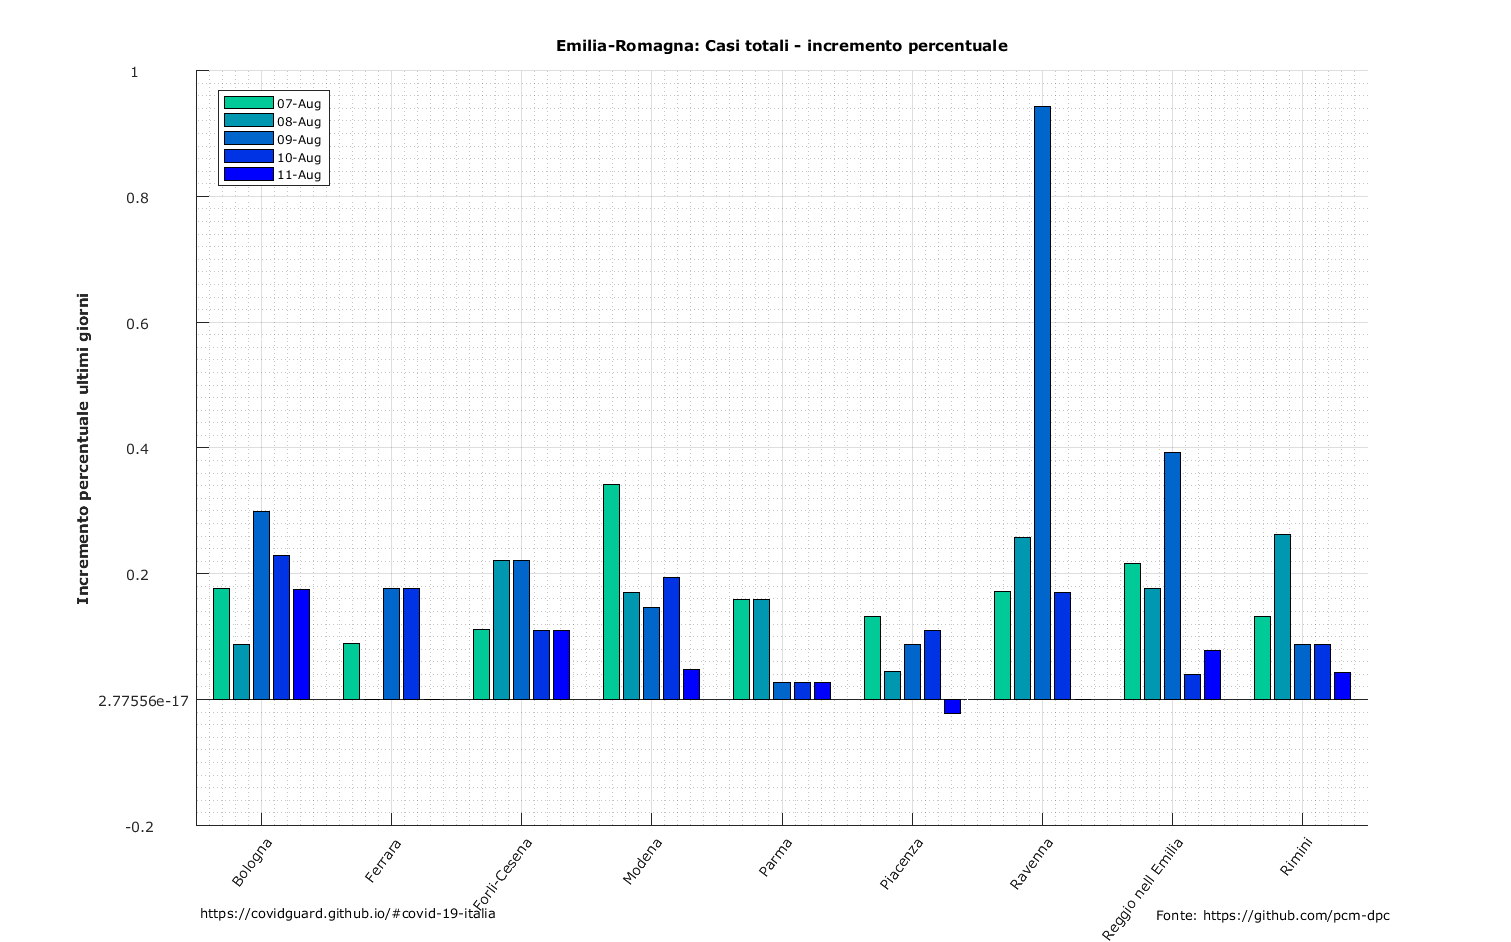 Emilia-Romagna: Casi totali - incremento percentuale
Incremento percentuale ultimi giorni
1
0.8
0.6
0.4
0.2
2.77556e-17
-0.2
07-Aug
08-Aug
09-Aug
10-Aug
11-Aug
Bologna
Ferrara
Forlì-Cesena
Modena
Parma
Piacenza
Ravenna
Reggio nell Emilia
Rimini
https://covidguard.github.io/#covid-19-italia
Fonte: https://github.com/pcm-dpc